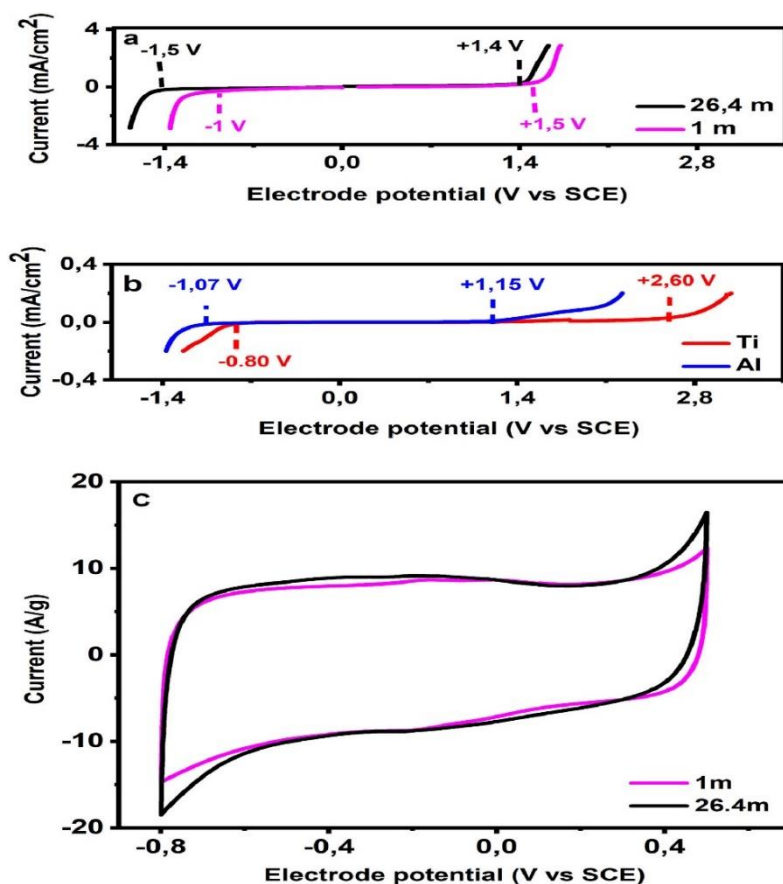 a
-1,5 V
+1,4 V
-1 V
+1,5 V
26,4 m
1 m
Current (mA/cm²)
4
0
-4
-1,4
0,0
1,4
2,8
Electrode potential (V vs SCE)
b
-1,07 V
+1,15 V
+2,60 V
-0.80 V
Ti
Al
Current (mA/cm²)
0,4
0,0
-0,4
-1,4
0,0
1,4
2,8
Electrode potential (V vs SCE)
c
Current (A/g)
20
10
0
-10
-20
1m
26.4m
-0,8
-0,4
0,0
0,4
Electrode potential (V vs SCE)